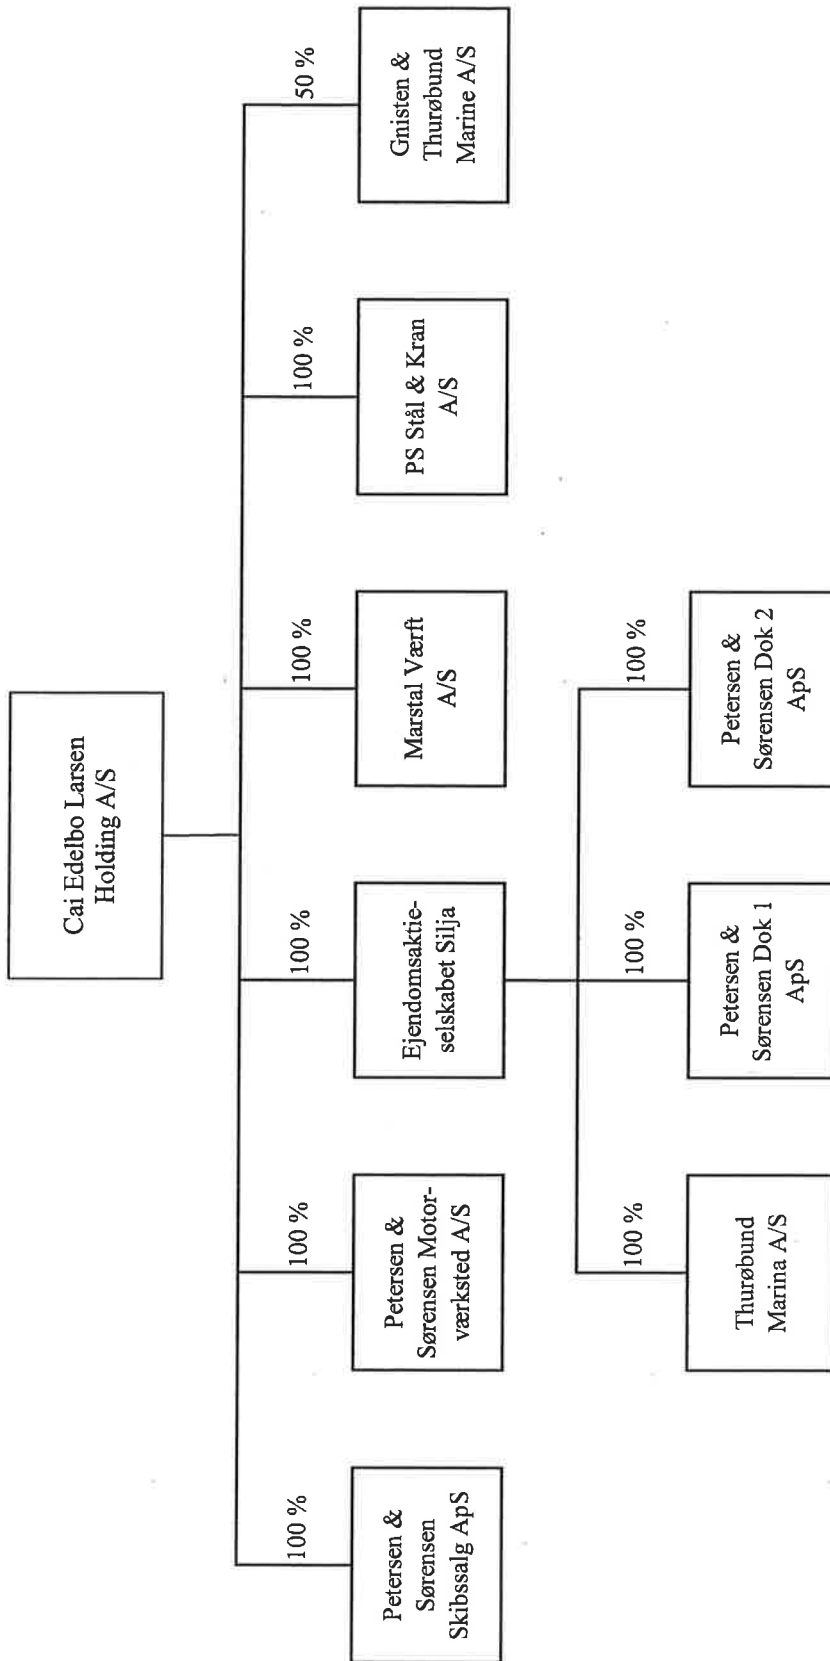 Cai Edelbo Larsen
Holding A/S
100 %
100 %
100 %
100 %
100 %
50 %
Petersen &
Sørensen
Skibssalg ApS
Petersen &
Sørensen Motor-
værksted A/S
Ejendomsaktie-
selskabet Silja
Marstal Værft
A/S
PS Stål & Kran
A/S
Gnisten &
Thurøbund
Marine A/S
100 %
100 %
100 %
Thurøbund
Marina A/S
Petersen &
Sørensen Dok 1
ApS
Petersen &
Sørensen Dok 2
ApS